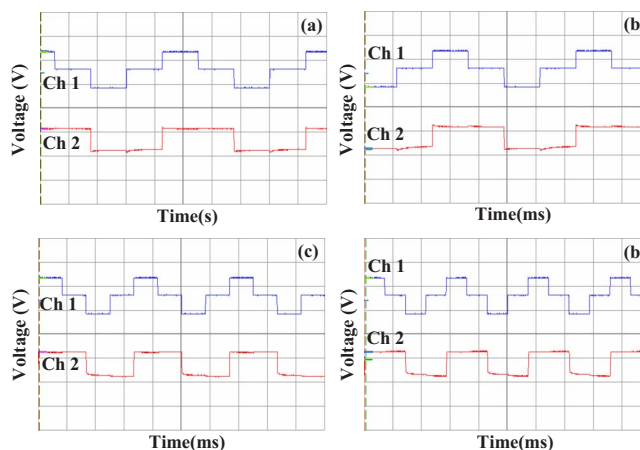 (a)
Ch 1
Ch 2
Voltage (V)
Time(s)
(b
Ch 1
Ch 2
Voltage (V)
Time(ms)
(c)
Ch 1
Ch 2
Voltage (V)
Time(ms)
(b
Ch 1
Ch 2
Voltage (V)
Time(ms)